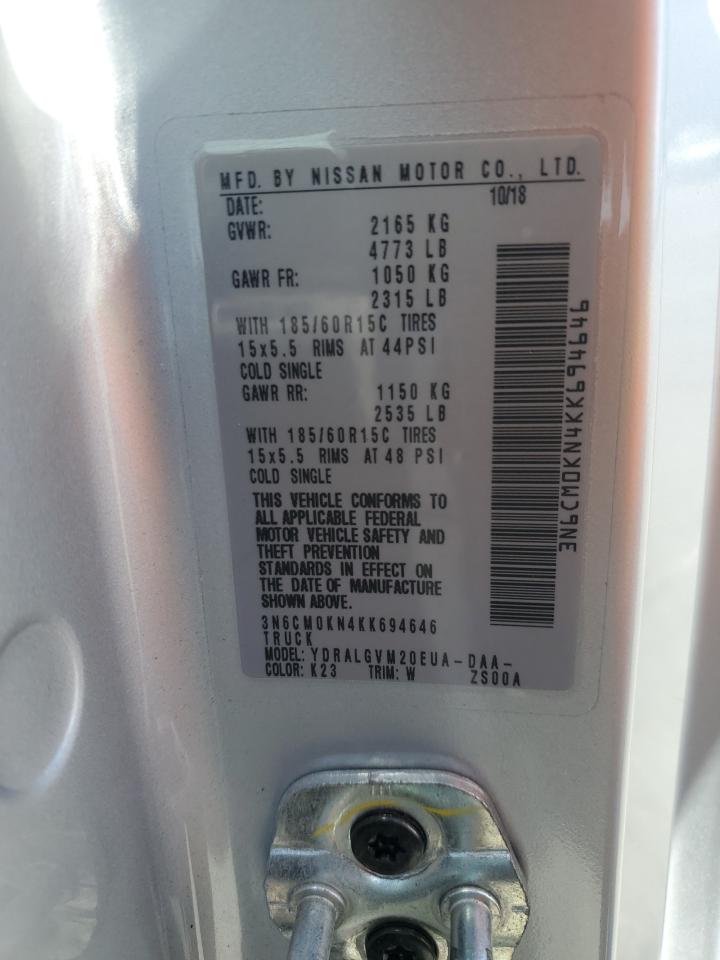 MFD. BY NISSAN MOTOR CO., LTD.
DATE: 10/18
GVWR: 2165 KG
4773 LB
GAWR FR: 1050 KG
2315 LB
WITH 185/60R15C TIRES
15x5.5 RIMS AT 44PSI
COLD SINGLE
GAWR RR: 1150 KG
2535 LB
WITH 185/60R15C TIRES
15x5.5 RIMS AT 48 PSI
COLD SINGLE
THIS VEHICLE CONFORMS TO
ALL APPLICABLE FEDERAL
MOTOR VEHICLE SAFETY AND
THEFT PREVENTION
STANDARDS IN EFFECT ON
THE DATE OF MANUFACTURE
SHOWN ABOVE.
3N6CM0KN4KK694646
TRUCK
MODEL: YDRALGVM20EUA-DAA-
COLOR: K23 TRIM: W ZS00A
3N6CM0KN4KK694646